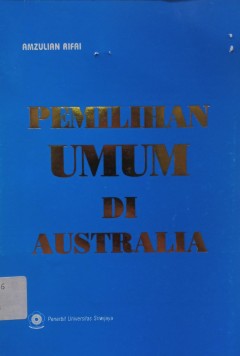 AMZULIAN RIFAI
PEMILIHAN
UMUM
DI
AUSTRALIA
Penerbit Universitas Sriwijaya